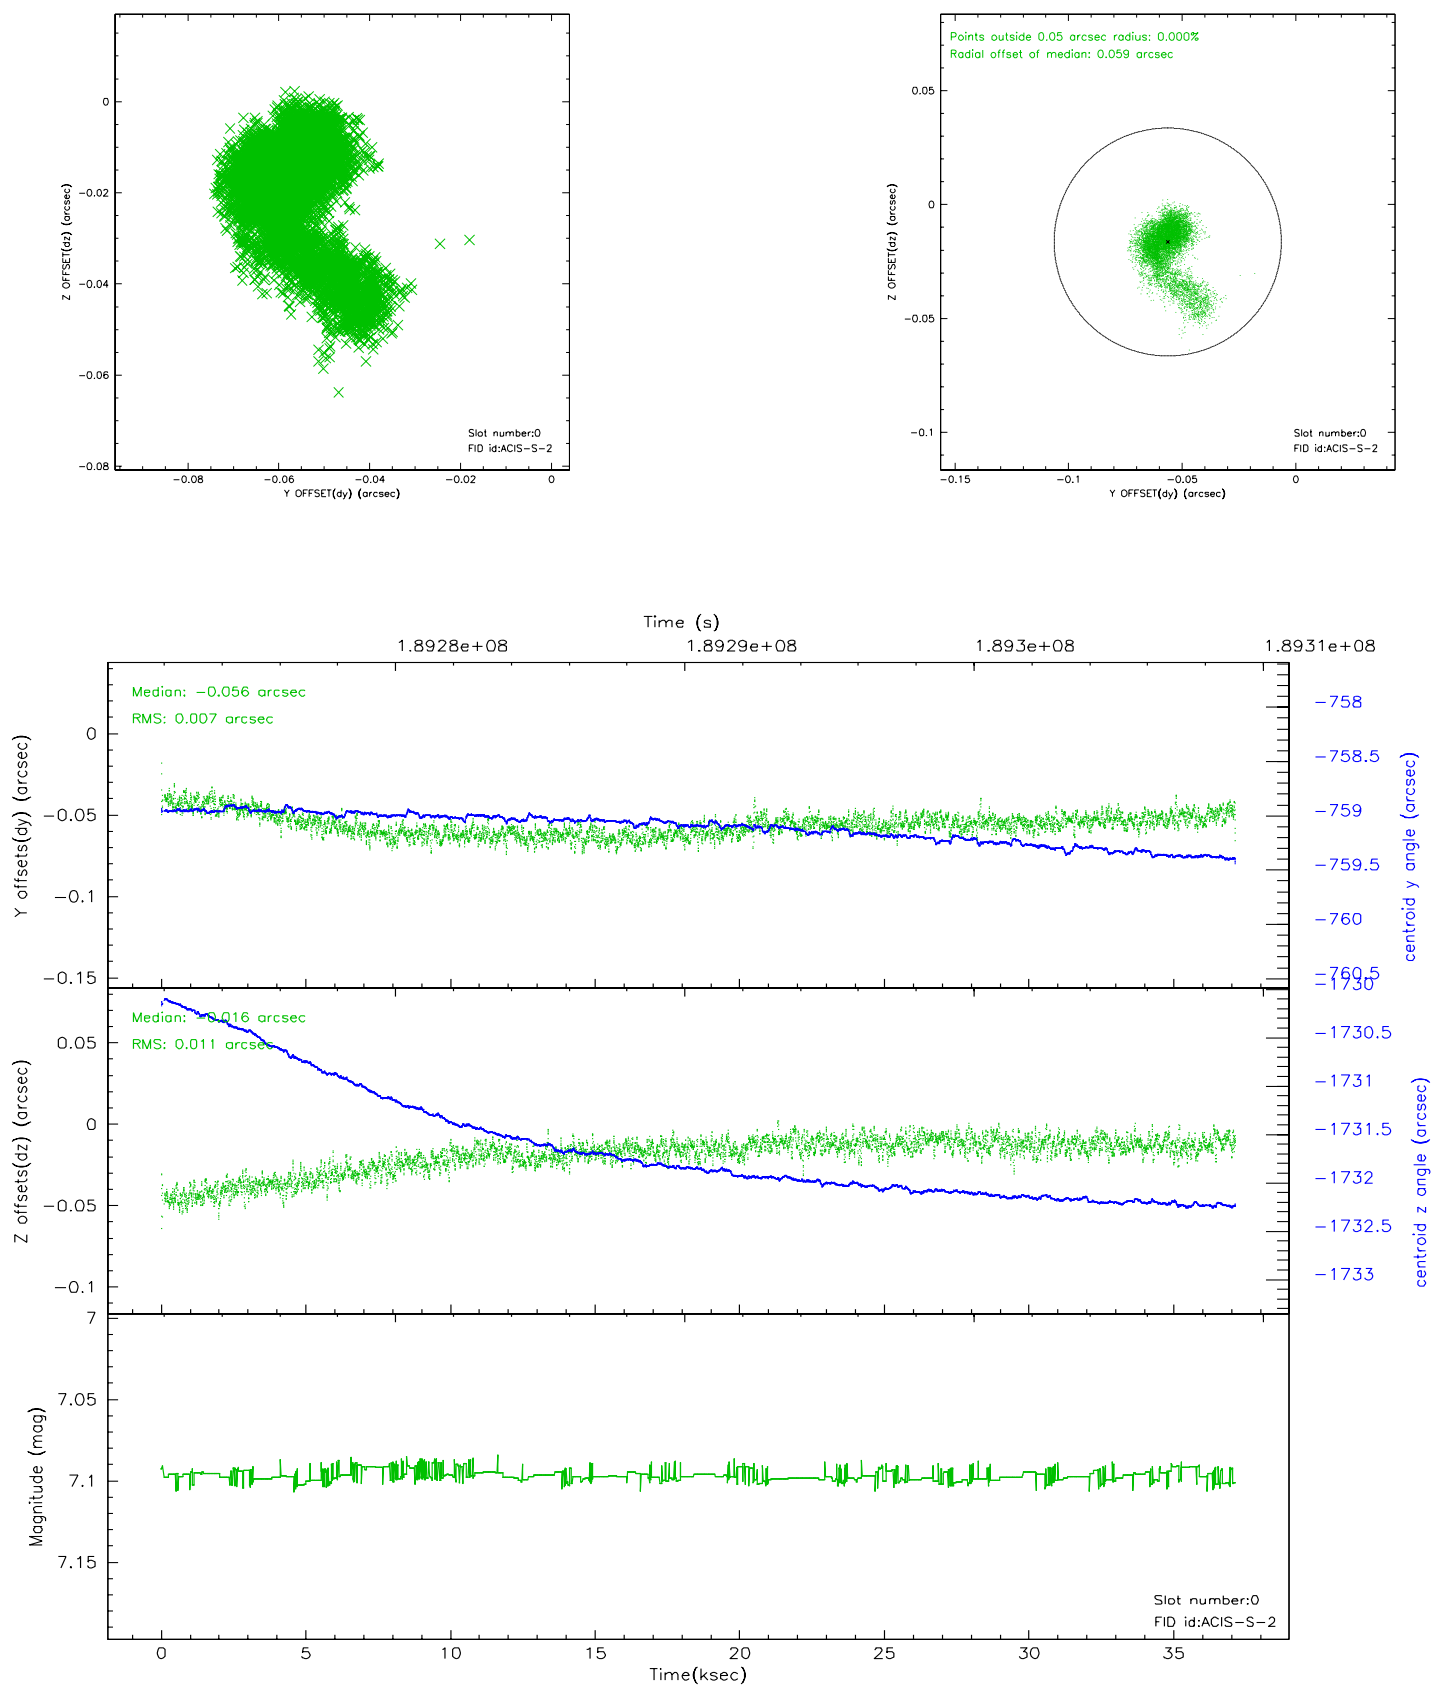 0
-0.02
-0.04
-0.06
-0.08
Z OFFSET(dz) (arcsec)
Slot number:0
FID id:ACIS-S-2
-0.08 -0.06 -0.04 -0.02 0
Y OFFSET(dy) (arcsec)
Points outside 0.05 arcsec radius: 0.000%
Radial offset of median: 0.059 arcsec
0.05
0
-0.05
-0.1
Z OFFSET(dz) (arcsec)
Slot number:0
FID id:ACIS-S-2
-0.15 -0.1 -0.05 0
Y OFFSET(dy) (arcsec)
Time (s)
1.8928e+08 1.8929e+08 1.893e+08 1.8931e+08
Median: -0.056 arcsec
RMS: 0.007 arcsec
0
-0.05
-0.1
-0.15
Y offsets(dy) (arcsec)
-758
-758.5
-759
-759.5
-760
-760.5
centroid y angle (arcsec)
Median: -0.016 arcsec
RMS: 0.011 arcsec
0.05
0
-0.05
-0.1
Z offsets(dz) (arcsec)
-1730
-1730.5
-1731
-1731.5
-1732
-1732.5
-1733
centroid z angle (arcsec)
7
7.05
7.1
7.15
Magnitude (mag)
Slot number:0
FID id:ACIS-S-2
0 5 10 15 20 25 30 35
Time(ksec)